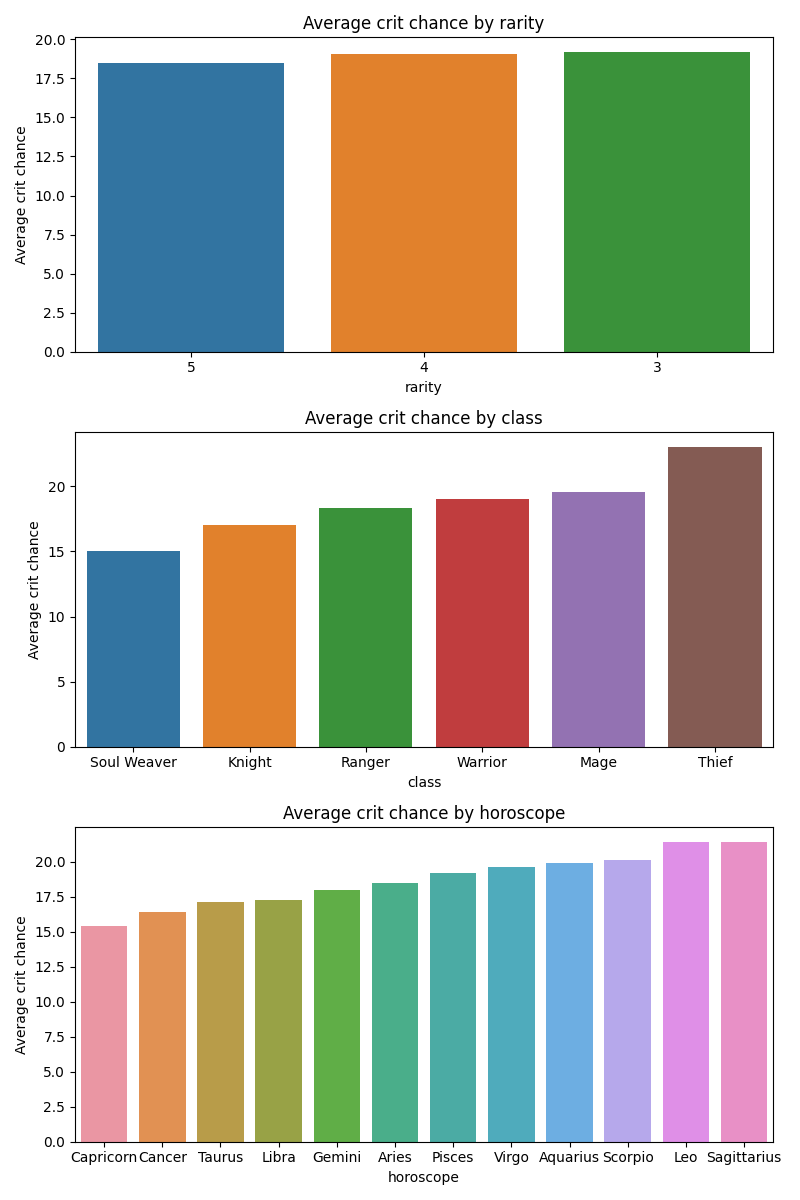 Average crit chance by rarity
20.0
17.5
15.0
12.5
10.0
7.5
5.0
2.5
0.0
Average crit chance
5 4 3
rarity
Average crit chance by class
20
15
10
5
0
Average crit chance
Soul Weaver Knight Ranger Warrior Mage Thief
class
Average crit chance by horoscope
20.0
17.5
15.0
12.5
10.0
7.5
5.0
2.5
0.0
Average crit chance
Capricorn Cancer Taurus Libra Gemini Aries Pisces Virgo Aquarius Scorpio Leo Sagittarius
horoscope